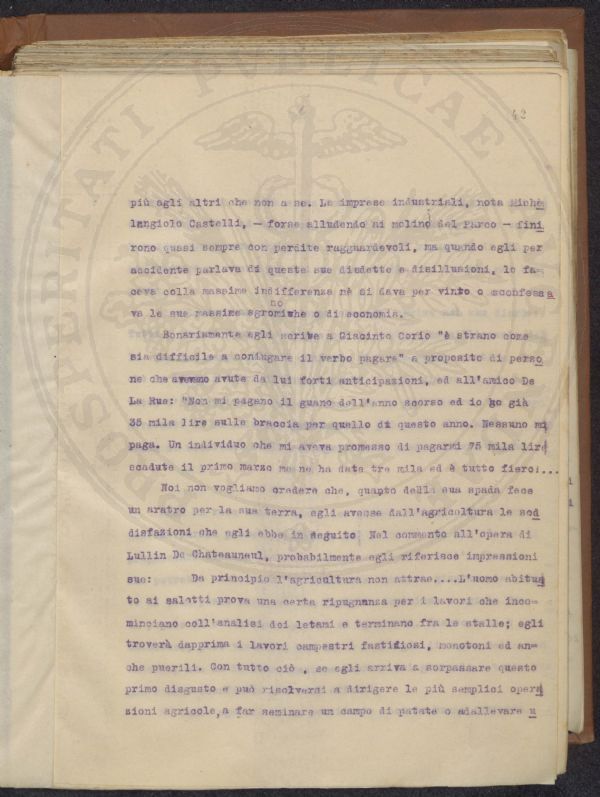 PROSPERITATI PUBLICAE
42
più agli altri che non a se. Le imprese industriali, nota Miche
langiolo Castelli, - forse alludendo ai molino del Parco - fini
rono quasi sempre con perdite ragguardevoli, ma quando egli per
accidente parlava di queste sue disdette e disillusioni, lo fa=
ceva colla massima indifferenza nè si dava per vinto o sconfessa
va le sue massime agronomiche o di economia.
Bonariamente egli scrive a Giacinto Corio "è strano come
sia difficile a coniugare il verbo pagare" a proposito di perso
ne che avevano avute da lui forti anticipazioni, ed all'amico De
La Rue: "Non mi pagano il guano dell'anno scorso ed io ho già
35 mila lire sulle braccia per quello di questo anno. Nessuno mi
paga. Un individuo che mi aveva promesso di pagarmi 75 mila lire
scadute il primo marzo me ne ha date tre mila ed è tutto fiero....
Noi non vogliamo credere che, quanto della sua spada fece
un aratro per la sua terra, egli avesse dall'agricoltura le sod
disfazioni che egli ebbe in seguito Nel commento all'opera di
Lullin De Chateauneul, probabilmente egli riferisce impressioni
sue: Da principio l'agricultura non attrae....L'uomo abitua
to ai salotti prova una certa ripugnanza per i lavori che inco=
minciano coll'analisi dei letami e terminano fra le stalle; egli
troverà dapprima i lavori campestri fastidiosi, monotoni ed an=
che puerili. Con tutto ciò , se egli arriva a sorpassare questo
primo disgusto e può risolversi a dirigere le più semplici opera
zioni agricole, a far seminare un campo di patate o adallevare u